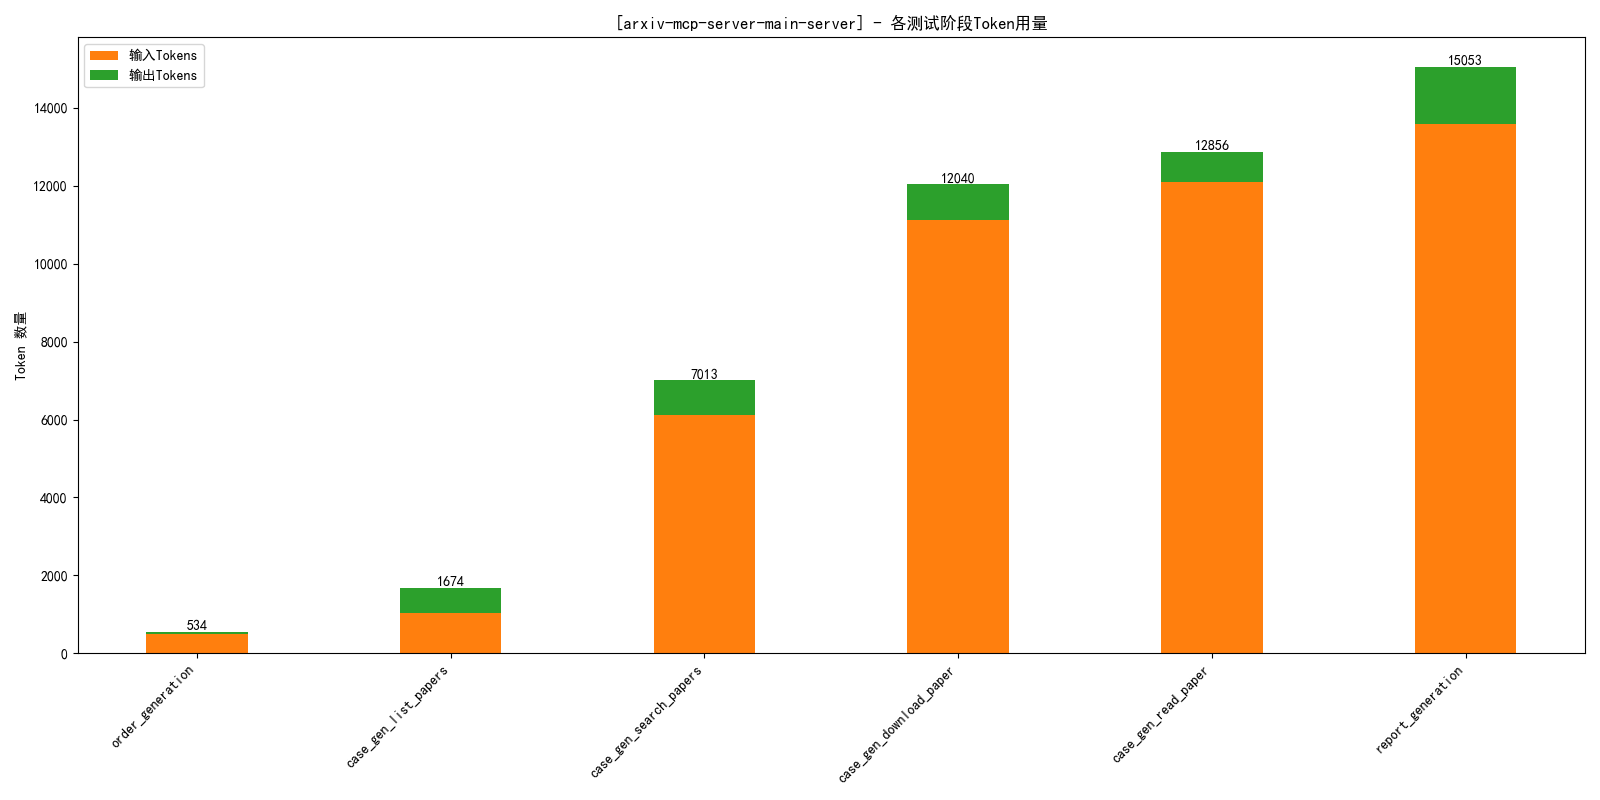 [arxiv-mcp-server-main-server] - 各测试阶段Token用量
输入Tokens
输出Tokens
Token 数量
14000
12000
10000
8000
6000
4000
2000
0
534
1674
7013
12040
12856
15053
order_generation
case_gen_list_papers
case_gen_search_papers
case_gen_download_paper
case_gen_read_paper
report_generation